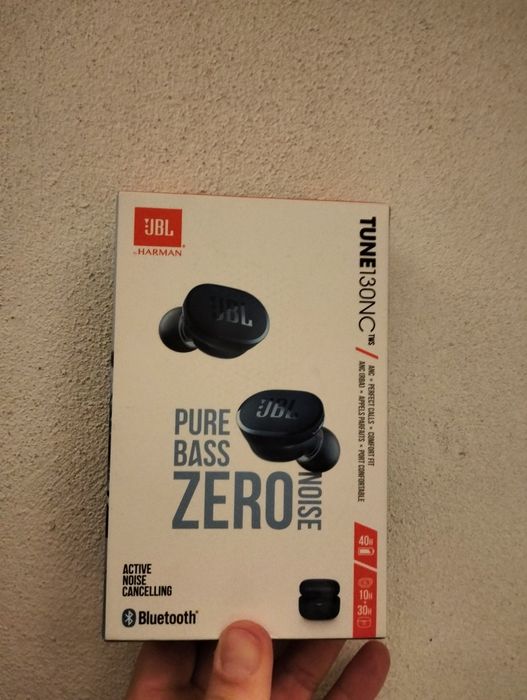 JBL
by HARMAN
TUNE130NC TWS
ANC + PERFECT CALLS + COMFORT FIT
ANC (RBA) + APPELS PARFAITS + PORT CONFORTABLE
JBL
JBL
PURE
BASS
ZERO
NOISE
40H
10H
+
30H
ACTIVE
NOISE
CANCELLING
Bluetooth®